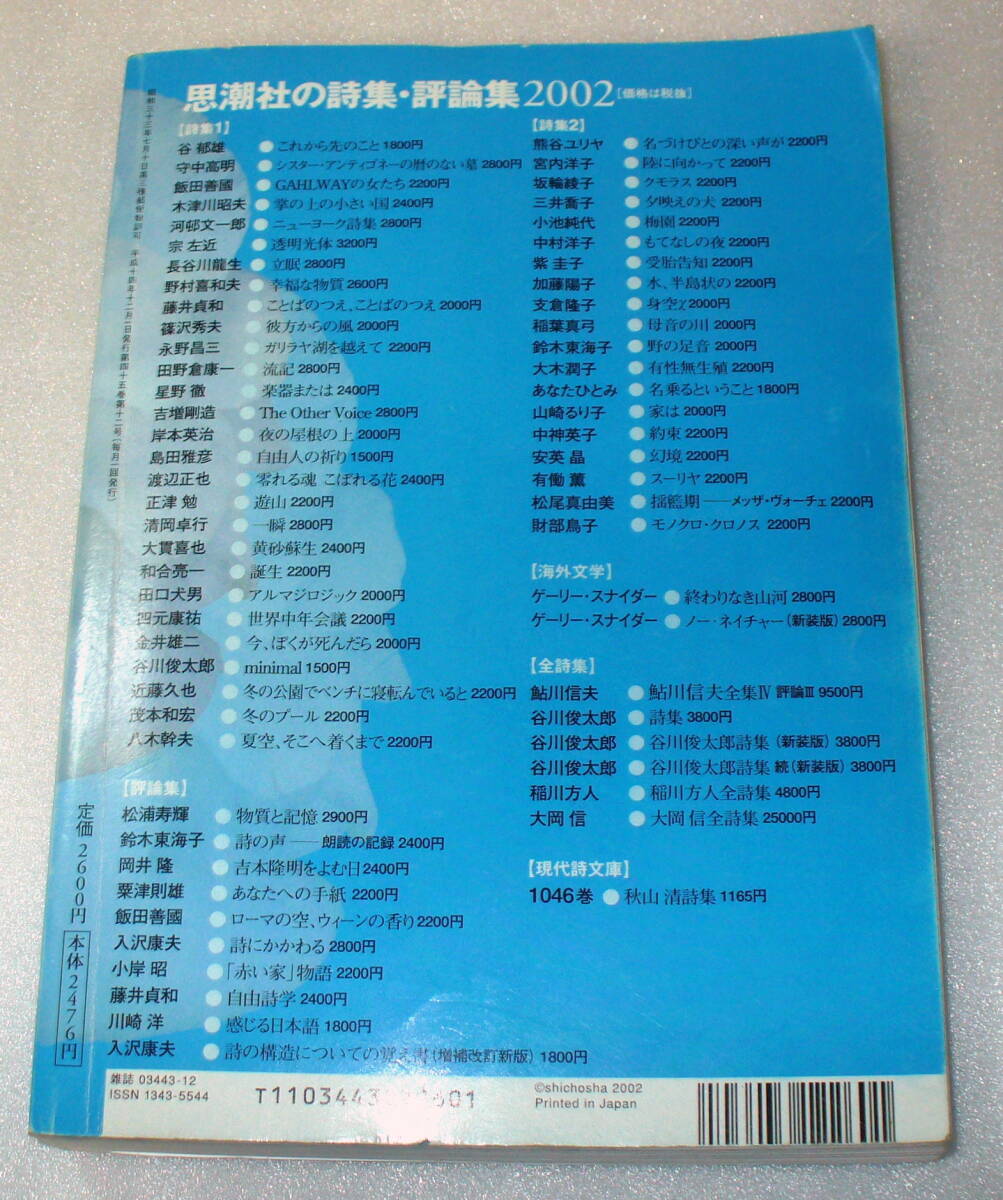 思潮社の詩集・評論集2002[価格は税抜]
【詩集1】
谷 郁雄 ●これから先のこと 1800円
守中高明 ●シスター・アンティゴネーの暦のない墓 2800円
飯田善國 ●GAHLWAYの女たち 2200円
木津川昭夫 ●掌の上の小さい国 2400円
河邨文一郎 ●ニューヨーク詩集 2800円
宗 左近 ●透明光体 3200円
長谷川龍生 ●立眠 2800円
野村喜和夫 ●幸福な物質 2600円
藤井貞和 ●ことばのつえ、ことばのつえ 2000円
篠沢秀夫 ●彼方からの風 2000円
永野昌三 ●ガリラヤ湖を越えて 2200円
田野倉康一 ●流記 2800円
星野 徹 ●楽器または 2400円
吉増剛造 ●The Other Voice 2800円
岸本英治 ●夜の屋根の上 2000円
島田雅彦 ●自由人の祈り 1500円
渡辺正也 ●零れる魂 こぼれる花 2400円
正津 勉 ●遊山 2200円
清岡卓行 ●一瞬 2800円
大貫喜也 ●黄砂蘇生 2400円
和合亮一 ●誕生 2200円
田口犬男 ●アルマジロジック 2000円
四元康祐 ●世界中年会議 2200円
金井雄二 ●今、ぼくが死んだら 2000円
谷川俊太郎 ●minimal 1500円
近藤久也 ●冬の公園でベンチに寝転んでいると 2200円
茂本和宏 ●冬のプール 2200円
八木幹夫 ●夏空、そこへ着くまで 2200円
【評論集】
松浦寿輝 ●物質と記憶 2900円
鈴木東海子 ●詩の声――朗読の記録 2400円
岡井 隆 ●吉本隆明をよむ日 2400円
粟津則雄 ●あなたへの手紙 2200円
飯田善國 ●ローマの空、ウィーンの香り 2200円
入沢康夫 ●詩にかかわる 2800円
小岸 昭 ●「赤い家」物語 2200円
藤井貞和 ●自由詩学 2400円
川崎 洋 ●感じる日本語 1800円
入沢康夫 ●詩の構造についての覚え書(増補改訂新版) 1800円
【詩集2】
熊谷ユリヤ ●名づけびとの深い声が 2200円
宮内洋子 ●陸に向かって 2200円
坂輪綾子 ●クモラス 2200円
三井喬子 ●夕映えの犬 2200円
小池純代 ●梅園 2200円
中村洋子 ●もてなしの夜 2200円
紫 圭子 ●受胎告知 2200円
加藤陽子 ●水、半島状の 2200円
支倉隆子 ●身空χ 2000円
稲葉真弓 ●母音の川 2000円
鈴木東海子 ●野の足音 2000円
大木潤子 ●有性無生殖 2200円
あなたひとみ ●名乗るということ 1800円
山崎るり子 ●家は 2000円
中神英子 ●約束 2200円
安英 晶 ●幻境 2200円
有働 薫 ●スーリヤ 2200円
松尾真由美 ●揺籃期――メッザ・ヴォーチェ 2200円
財部鳥子 ●モノクロ・クロノス 2200円
【海外文学】
ゲーリー・スナイダー ●終わりなき山河 2800円
ゲーリー・スナイダー ●ノー・ネイチャー(新装版) 2800円
【全詩集】
鮎川信夫 ●鮎川信夫全集Ⅳ 評論Ⅲ 9500円
谷川俊太郎 ●詩集 3800円
谷川俊太郎 ●谷川俊太郎詩集(新装版) 3800円
谷川俊太郎 ●谷川俊太郎詩集 続(新装版) 3800円
稲川方人 ●稲川方人全詩集 4800円
大岡 信 ●大岡 信全詩集 25000円
【現代詩文庫】
1046巻 ●秋山 清詩集 1165円
昭和三十三年七月十日第三種郵便物認可 平成十四年十二月一日発行第四十五巻第十二号(毎月一回発行)
定価2600円 本体2476円
雑誌 03443-12
ISSN 1343-5544
©shichosha 2002
Printed in Japan